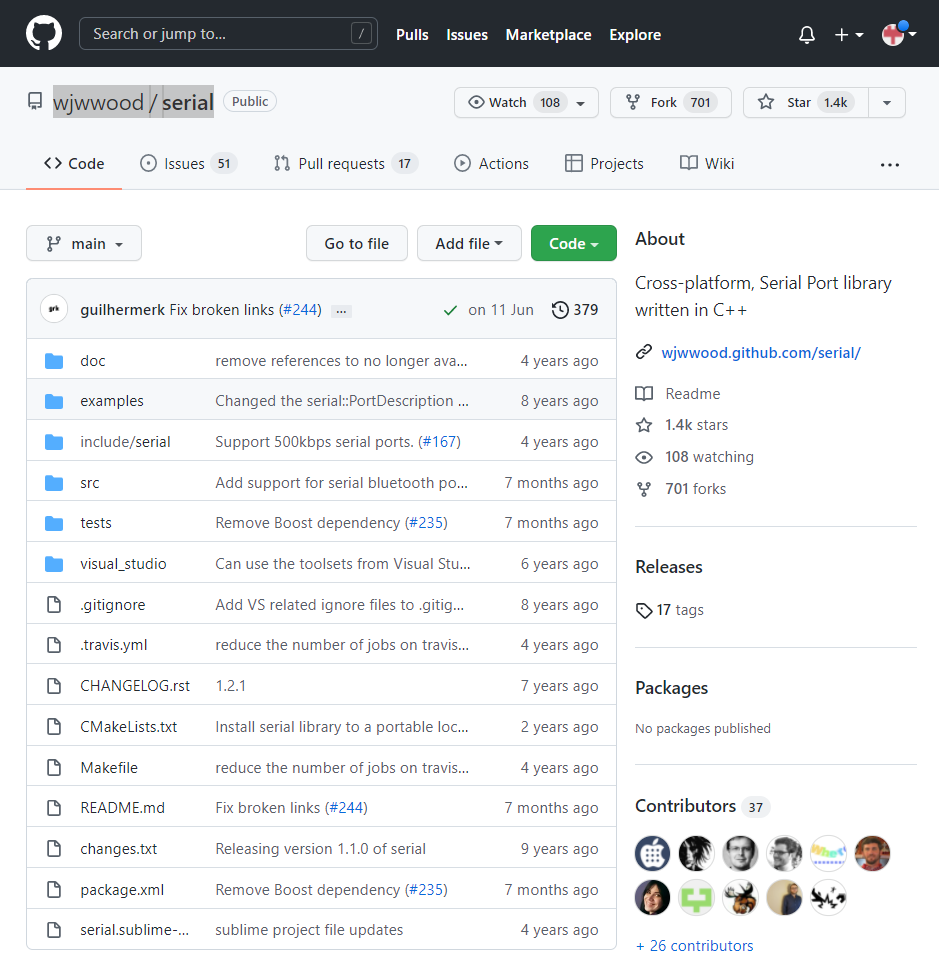 Search or jump to... /
Pulls Issues Marketplace Explore
wjwwood / serial Public
Watch 108 Fork 701 Star 1.4k
Code Issues 51 Pull requests 17 Actions Projects Wiki ...
main Go to file Add file Code
guilhermerk Fix broken links (#244) ... on 11 Jun 379
doc remove references to no longer ava... 4 years ago
examples Changed the serial::PortDescription ... 8 years ago
include/serial Support 500kbps serial ports. (#167) 4 years ago
src Add support for serial bluetooth po... 7 months ago
tests Remove Boost dependency (#235) 7 months ago
visual_studio Can use the toolsets from Visual Stu... 6 years ago
.gitignore Add VS related ignore files to .gitig... 8 years ago
.travis.yml reduce the number of jobs on travis... 4 years ago
CHANGELOG.rst 1.2.1 7 years ago
CMakeLists.txt Install serial library to a portable loc... 2 years ago
Makefile reduce the number of jobs on travis... 4 years ago
README.md Fix broken links (#244) 7 months ago
changes.txt Releasing version 1.1.0 of serial 9 years ago
package.xml Remove Boost dependency (#235) 7 months ago
serial.sublime-... sublime project file updates 4 years ago
About
Cross-platform, Serial Port library
written in C++
wjwwood.github.com/serial/
Readme
1.4k stars
108 watching
701 forks
Releases
17 tags
Packages
No packages published
Contributors 37
+ 26 contributors